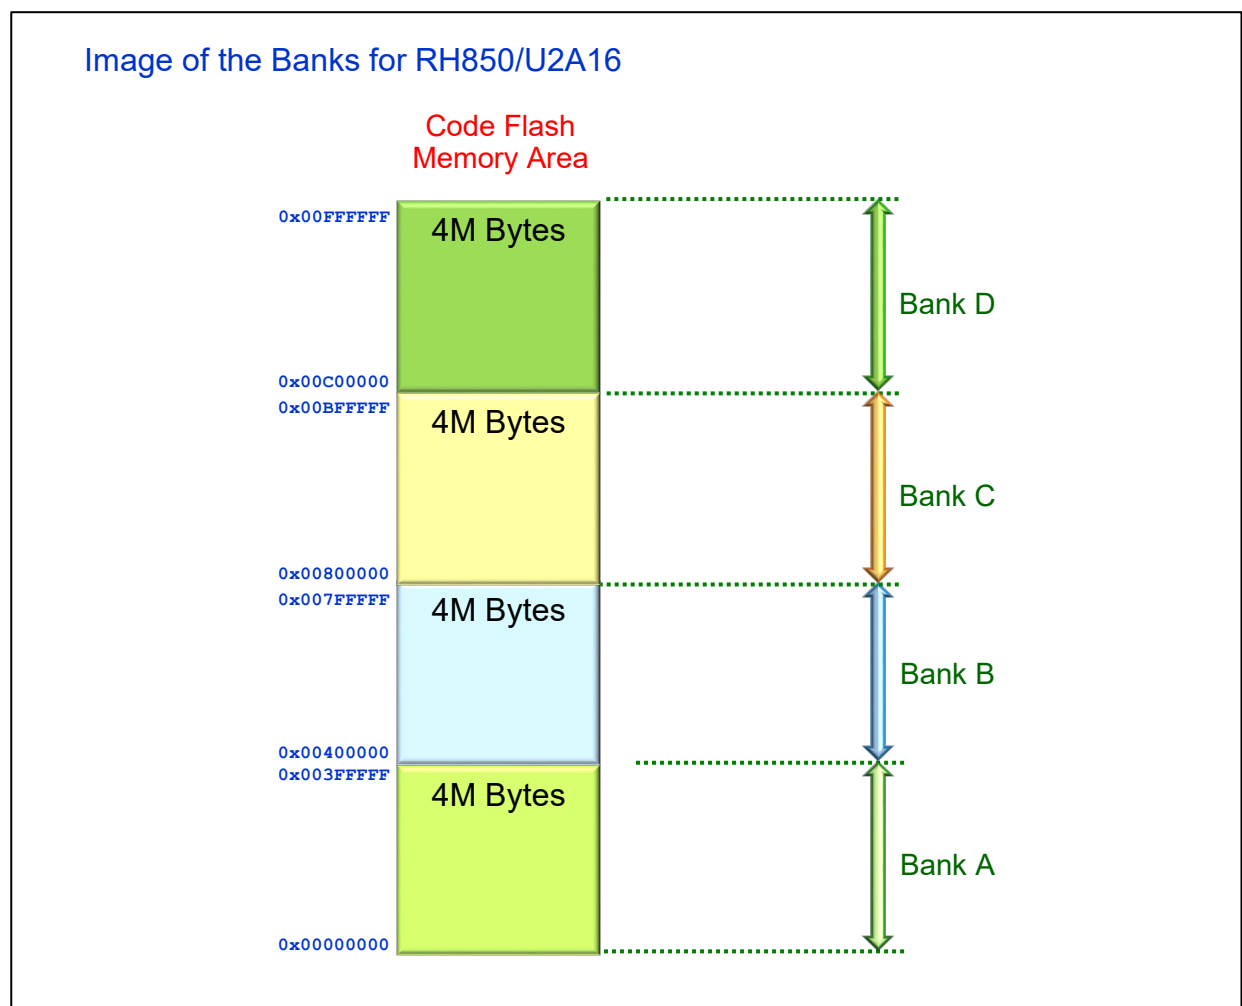 Image of the Banks for RH850/U2A16
Code Flash
Memory Area
0x00FFFFFF
4M Bytes
Bank D
0x00C00000
0x00BFFFFF
4M Bytes
Bank C
0x00800000
0x007FFFFF
4M Bytes
Bank B
0x00400000
0x003FFFFF
4M Bytes
Bank A
0x00000000